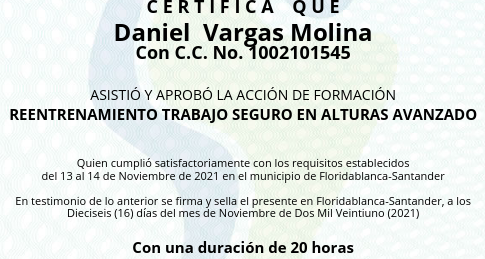 CERTIFICA QUE
Daniel Vargas Molina
Con C.C. No. 1002101545
ASISTIÓ Y APROBÓ LA ACCIÓN DE FORMACIÓN
REENTRENAMIENTO TRABAJO SEGURO EN ALTURAS AVANZADO
Quien cumplió satisfactoriamente con los requisitos establecidos
del 13 al 14 de Noviembre de 2021 en el municipio de Floridablanca-Santander
En testimonio de lo anterior se firma y sella el presente en Floridablanca-Santander, a los
Dieciseis (16) días del mes de Noviembre de Dos Mil Veintiuno (2021)
Con una duración de 20 horas